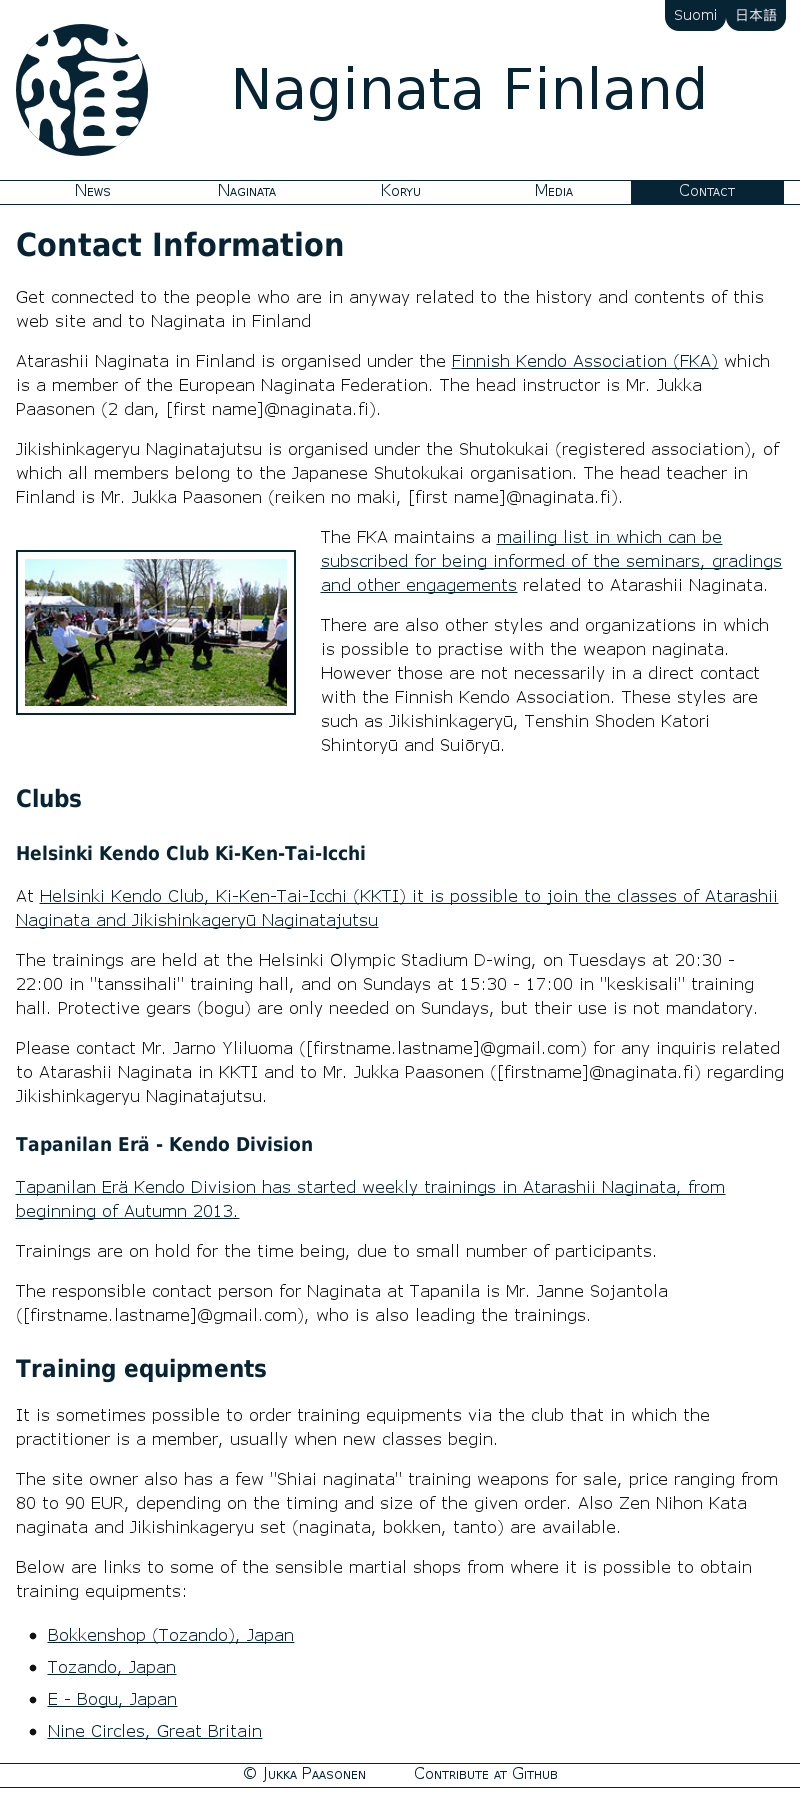 Suomi 日本語
Naginata Finland
News Naginata Koryu Media Contact
Contact Information
Get connected to the people who are in anyway related to the history and contents of this
web site and to Naginata in Finland
Atarashii Naginata in Finland is organised under the Finnish Kendo Association (FKA) which
is a member of the European Naginata Federation. The head instructor is Mr. Jukka
Paasonen (2 dan, [first name]@naginata.fi).
Jikishinkageryu Naginatajutsu is organised under the Shutokukai (registered association), of
which all members belong to the Japanese Shutokukai organisation. The head teacher in
Finland is Mr. Jukka Paasonen (reiken no maki, [first name]@naginata.fi).
The FKA maintains a mailing list in which can be
subscribed for being informed of the seminars, gradings
and other engagements related to Atarashii Naginata.
There are also other styles and organizations in which
is possible to practise with the weapon naginata.
However those are not necessarily in a direct contact
with the Finnish Kendo Association. These styles are
such as Jikishinkageryū, Tenshin Shoden Katori
Shintoryū and Suiōryū.
Clubs
Helsinki Kendo Club Ki-Ken-Tai-Icchi
At Helsinki Kendo Club, Ki-Ken-Tai-Icchi (KKTI) it is possible to join the classes of Atarashii
Naginata and Jikishinkageryū Naginatajutsu
The trainings are held at the Helsinki Olympic Stadium D-wing, on Tuesdays at 20:30 -
22:00 in "tanssihali" training hall, and on Sundays at 15:30 - 17:00 in "keskisali" training
hall. Protective gears (bogu) are only needed on Sundays, but their use is not mandatory.
Please contact Mr. Jarno Yliluoma ([firstname.lastname]@gmail.com) for any inquiris related
to Atarashii Naginata in KKTI and to Mr. Jukka Paasonen ([firstname]@naginata.fi) regarding
Jikishinkageryu Naginatajutsu.
Tapanilan Erä - Kendo Division
Tapanilan Erä Kendo Division has started weekly trainings in Atarashii Naginata, from
beginning of Autumn 2013.
Trainings are on hold for the time being, due to small number of participants.
The responsible contact person for Naginata at Tapanila is Mr. Janne Sojantola
([firstname.lastname]@gmail.com), who is also leading the trainings.
Training equipments
It is sometimes possible to order training equipments via the club that in which the
practitioner is a member, usually when new classes begin.
The site owner also has a few "Shiai naginata" training weapons for sale, price ranging from
80 to 90 EUR, depending on the timing and size of the given order. Also Zen Nihon Kata
naginata and Jikishinkageryu set (naginata, bokken, tanto) are available.
Below are links to some of the sensible martial shops from where it is possible to obtain
training equipments:
• Bokkenshop (Tozando), Japan
• Tozando, Japan
• E - Bogu, Japan
• Nine Circles, Great Britain
© Jukka Paasonen Contribute at Github